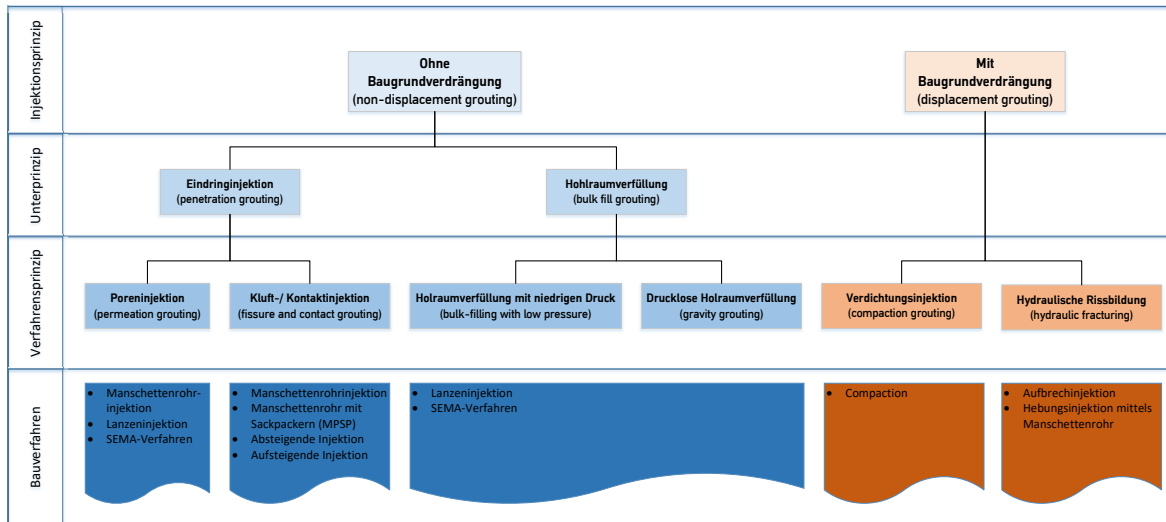 Injektionsprinzip
Ohne
Baugrundverdrängung
(non-displacement grouting)
Mit
Baugrundverdrängung
(displacement grouting)
Unterprinzip
Eindringinjektion
(penetration grouting)
Hohlraumverfüllung
(bulk fill grouting)
Verfahrensprinzip
Poreninjektion
(permeation grouting)
Kluft-/ Kontaktinjektion
(fissure and contact grouting)
Holraumverfüllung mit niedrigen Druck
(bulk-filling with low pressure)
Drucklose Holraumverfüllung
(gravity grouting)
Verdichtungsinjektion
(compaction grouting)
Hydraulische Rissbildung
(hydraulic fracturing)
Bauverfahren
• Manschettenrohr-
injektion
• Lanzeninjektion
• SEMA-Verfahren
• Manschettenrohrinjektion
• Manschettenrohr mit
Sackpackern (MPSP)
• Absteigende Injektion
• Aufsteigende Injektion
• Lanzeninjektion
• SEMA-Verfahren
• Compaction
• Aufbrechinjektion
• Hebungsinjektion mittels
Manschettenrohr